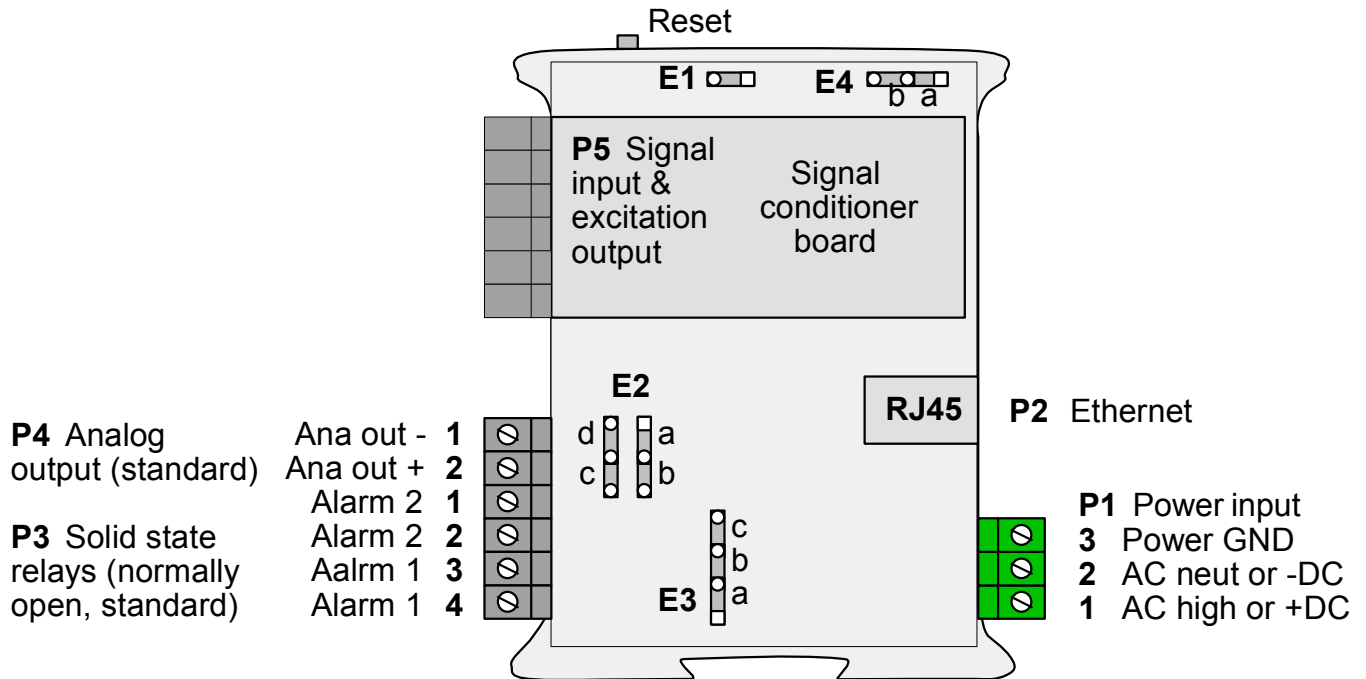 Reset
E1
E4
b a
P5 Signal
input &
excitation
output
Signal
conditioner
board
E2
d
a
c
b
RJ45
P2 Ethernet
P4 Analog
output (standard)
Ana out - 1
Ana out + 2
Alarm 2 1
Alarm 2 2
Aalrm 1 3
Alarm 1 4
P3 Solid state
relays (normally
open, standard)
c
b
a
E3
P1 Power input
3 Power GND
2 AC neut or -DC
1 AC high or +DC